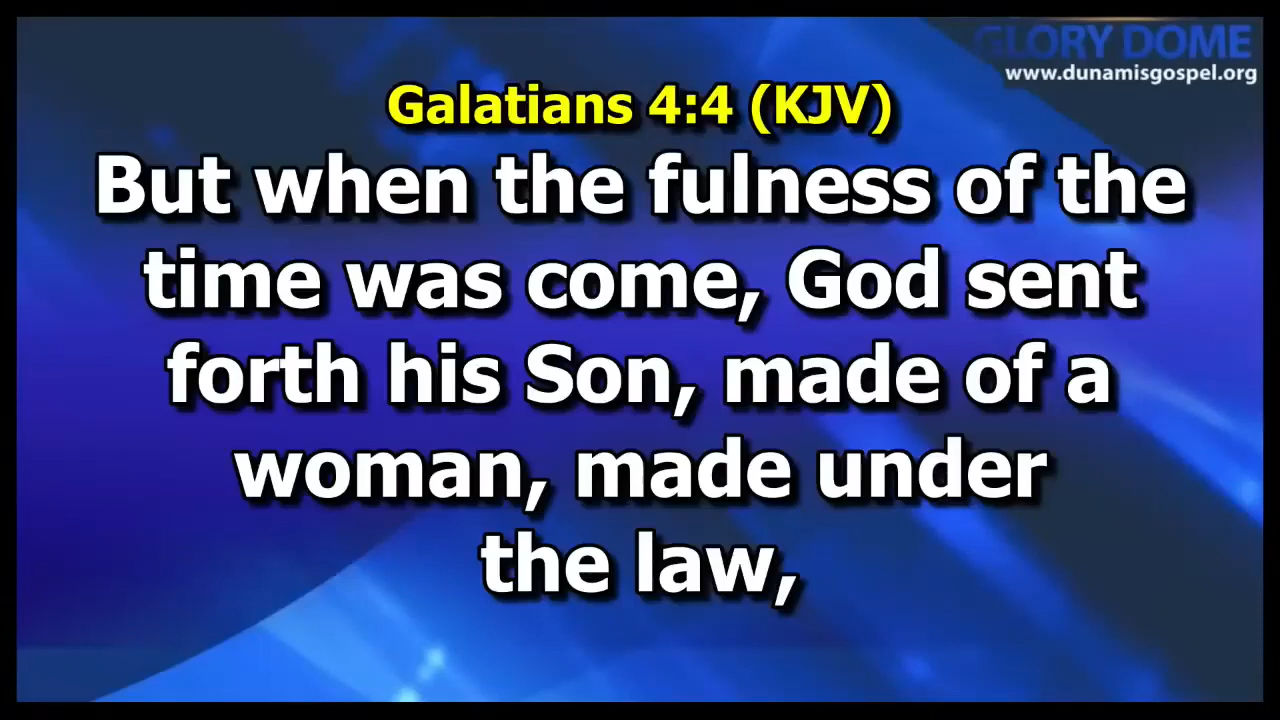 GLORY DOME
www.dunamisgospel.org
Galatians 4:4 (KJV)
But when the fulness of the
time was come, God sent
forth his Son, made of a
woman, made under
the law,